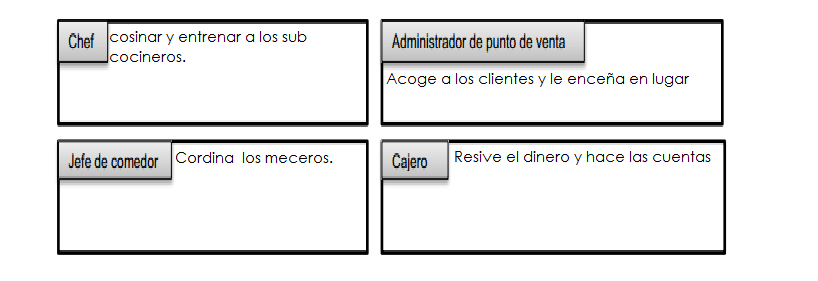 Chef
cosinar y entrenar a los sub
cocineros.
Administrador de punto de venta
Acoge a los clientes y le enceña en lugar
Jefe de comedor
Cordina los meceros.
Cajero
Resive el dinero y hace las cuentas